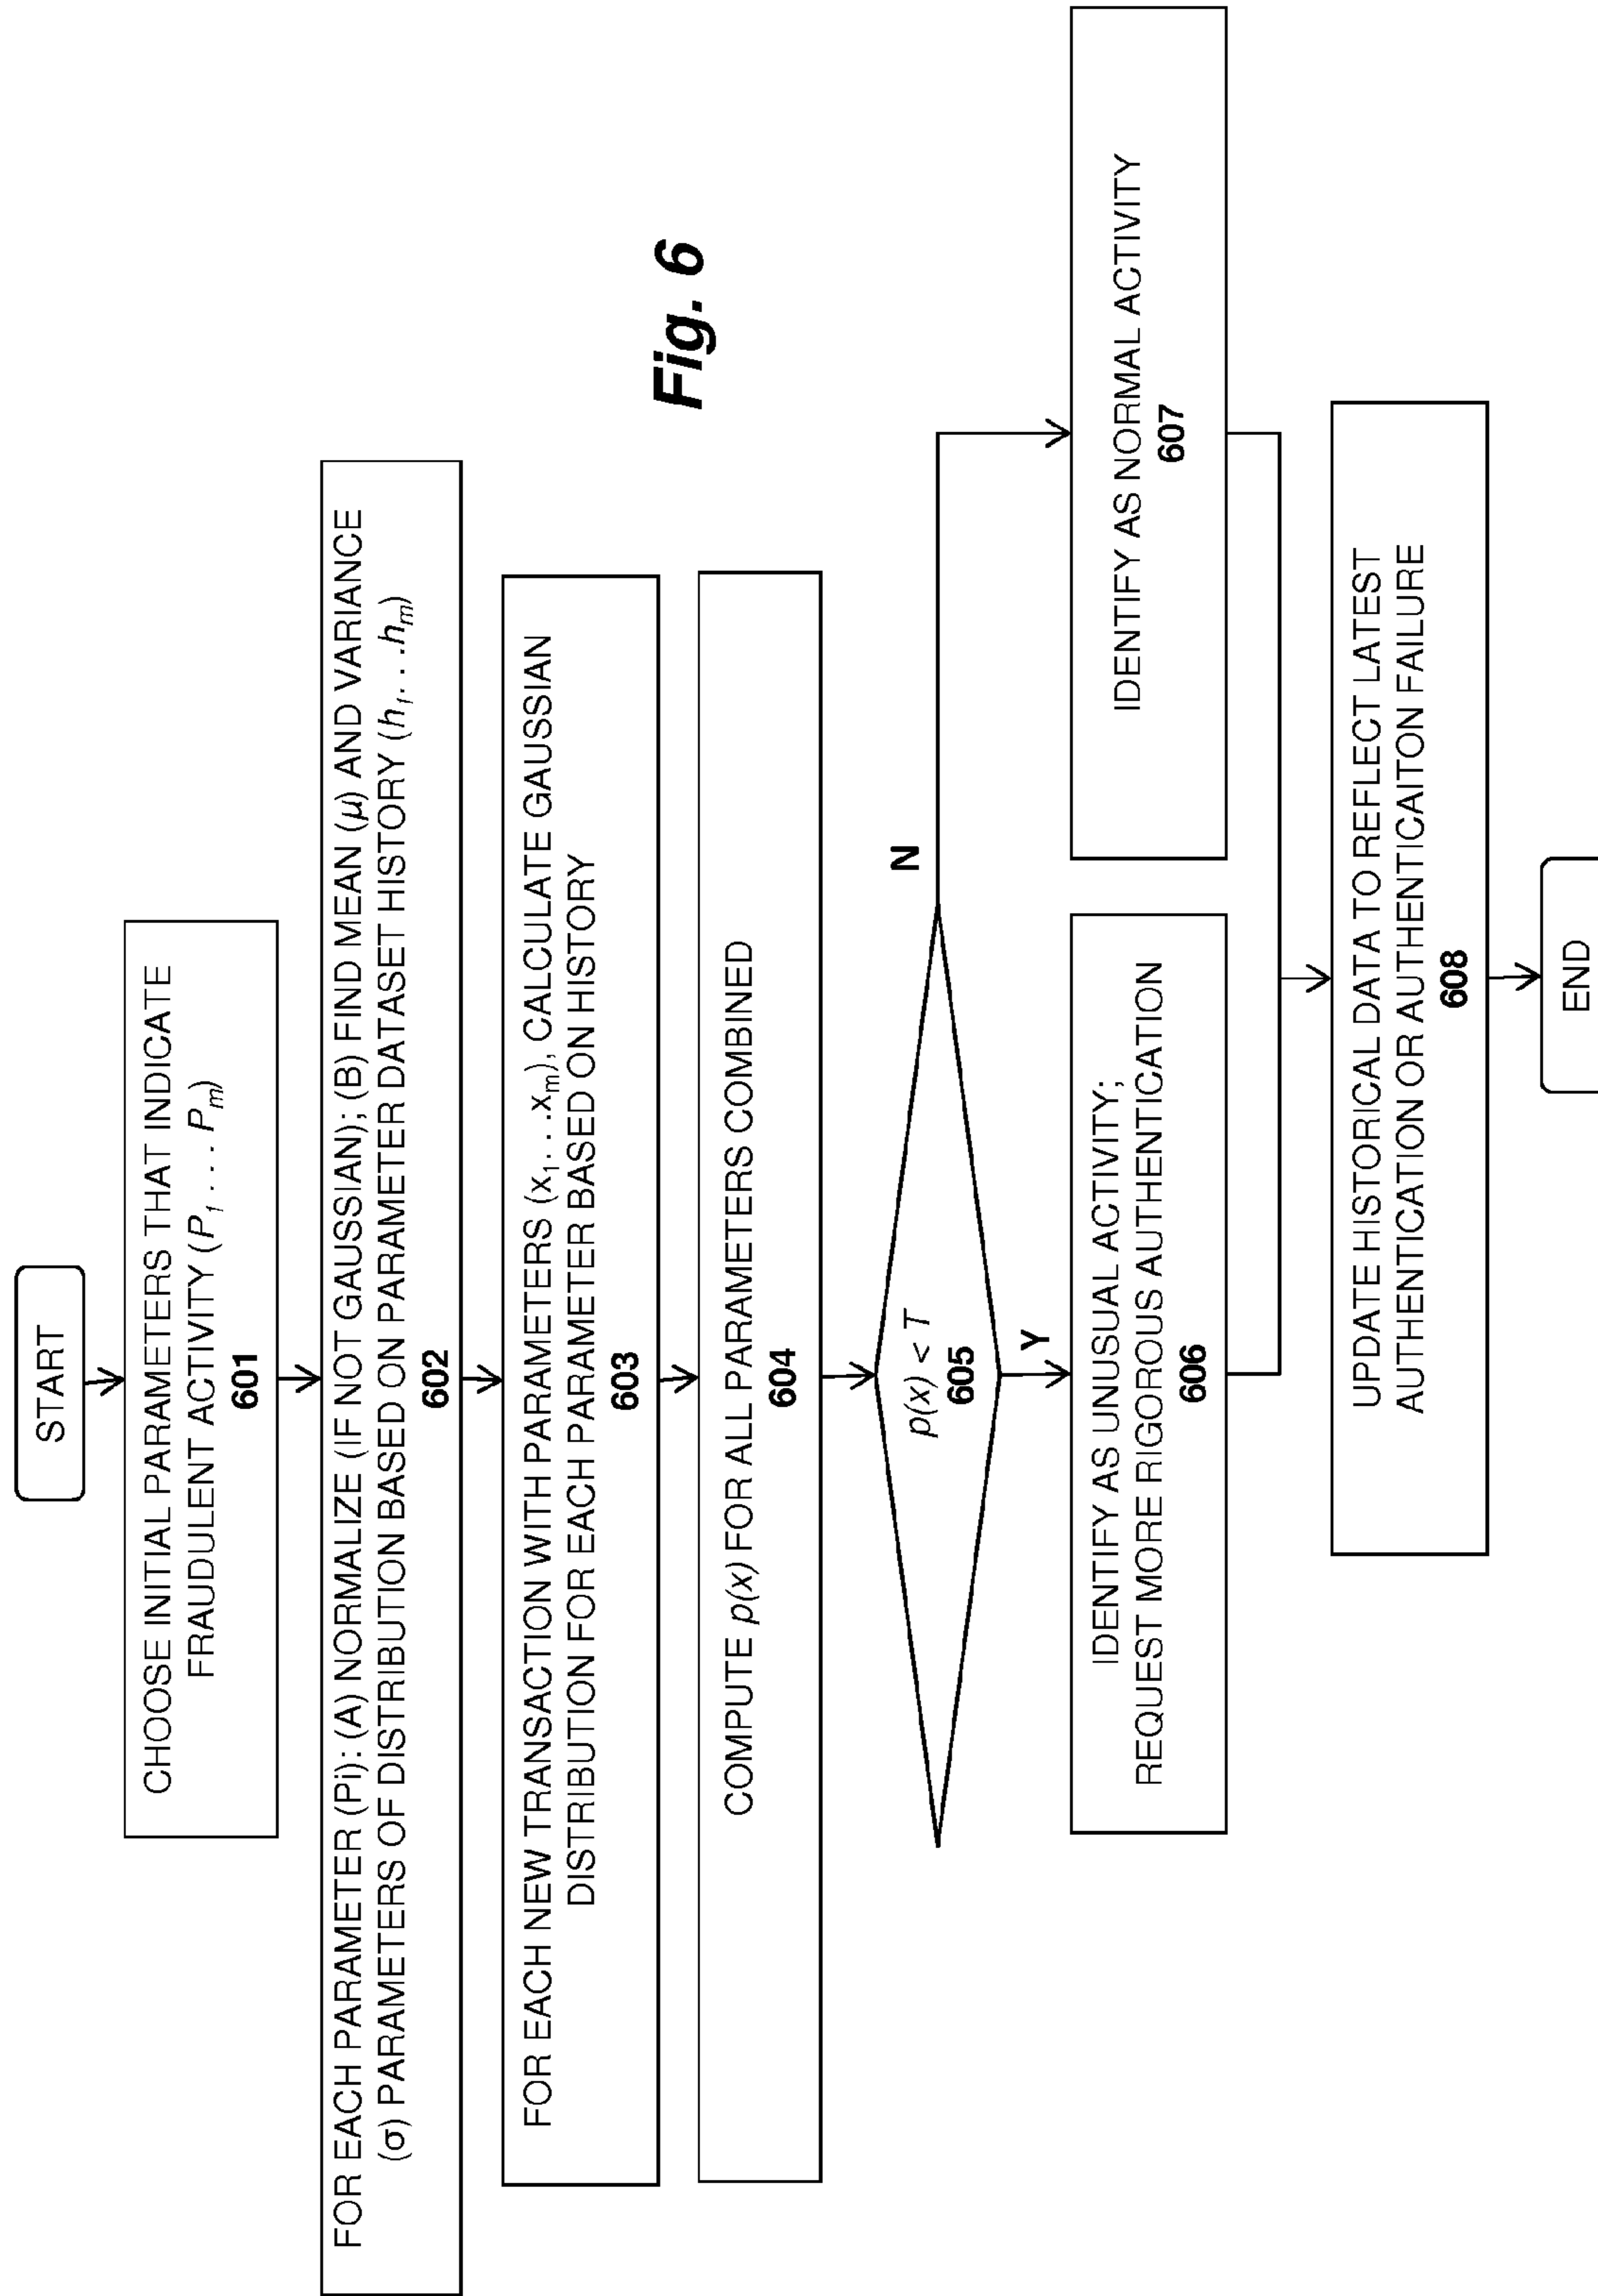 START
CHOOSE INITIAL PARAMETERS THAT INDICATE
FRAUDULENT ACTIVITY (P1 . . . Pm)
601
FOR EACH PARAMETER (Pi): (A) NORMALIZE (IF NOT GAUSSIAN); (B) FIND MEAN (μ) AND VARIANCE
(σ) PARAMETERS OF DISTRIBUTION BASED ON PARAMETER DATASET HISTORY (h1. . .hm)
602
FOR EACH NEW TRANSACTION WITH PARAMETERS (x1. . .xm), CALCULATE GAUSSIAN
DISTRIBUTION FOR EACH PARAMETER BASED ON HISTORY
603
COMPUTE p(x) FOR ALL PARAMETERS COMBINED
604
p(x) < T
605
Y
N
IDENTIFY AS UNUSUAL ACTIVITY;
REQUEST MORE RIGOROUS AUTHENTICATION
606
IDENTIFY AS NORMAL ACTIVITY
607
UPDATE HISTORICAL DATA TO REFLECT LATEST
AUTHENTICATION OR AUTHENTICAITON FAILURE
608
END
Fig. 6